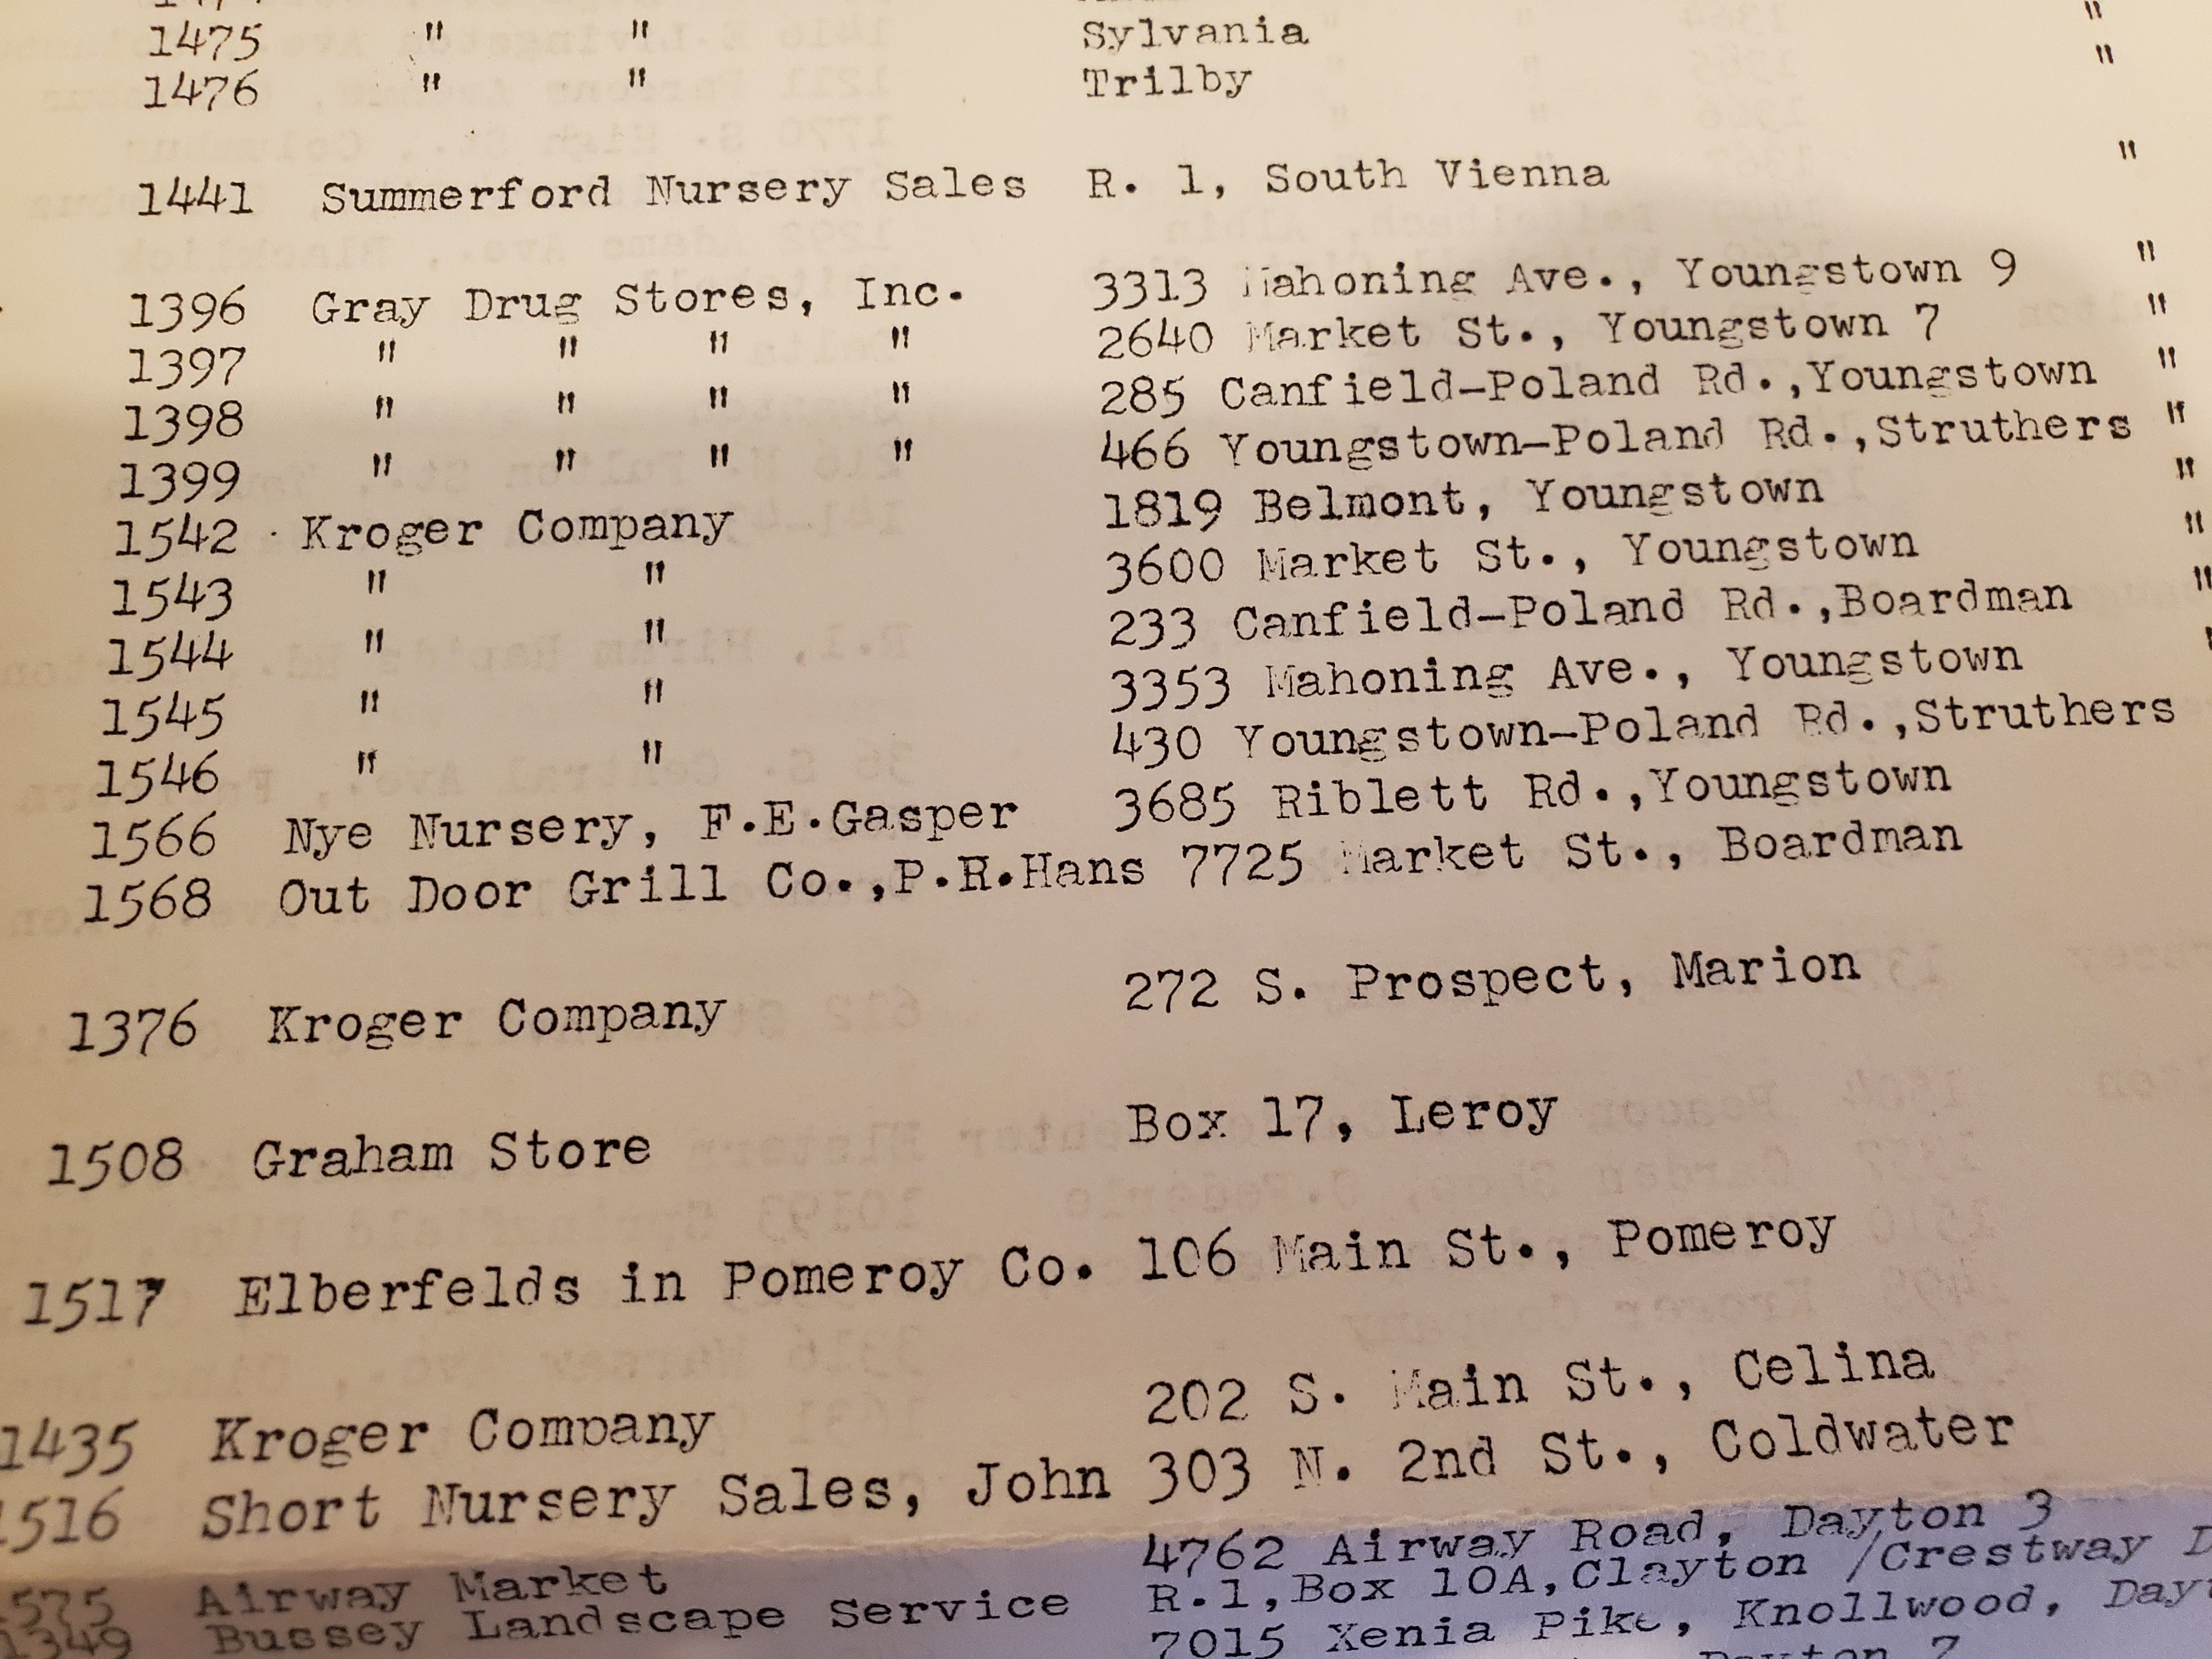 1475 " " Sylvania "
1476 " " Trilby "
1441 Summerford Nursery Sales R. 1, South Vienna "
1396 Gray Drug Stores, Inc. 3313 Mahoning Ave., Youngstown 9 "
1397 " " " " 2640 Market St., Youngstown 7 "
1398 " " " " 285 Canfield-Poland Rd.,Youngstown "
1399 " " " " 466 Youngstown-Poland Rd.,Struthers "
1542 Kroger Company 1819 Belmont, Youngstown "
1543 " " 3600 Market St., Youngstown "
1544 " " 233 Canfield-Poland Rd.,Boardman "
1545 " " 3353 Mahoning Ave., Youngstown "
1546 " " 430 Youngstown-Poland Rd.,Struthers
1566 Nye Nursery, F.E.Gasper 3685 Riblett Rd.,Youngstown
1568 Out Door Grill Co.,P.R.Hans 7725 Market St., Boardman
1376 Kroger Company 272 S. Prospect, Marion
1508 Graham Store Box 17, Leroy
1517 Elberfelds in Pomeroy Co. 106 Main St., Pomeroy
1435 Kroger Company 202 S. Main St., Celina
1516 Short Nursery Sales, John 303 N. 2nd St., Coldwater
1575 Airway Market 4762 Airway Road, Dayton 3
1349 Bussey Landscape Service R.1,Box 10A,Clayton /Crestway
7015 Xenia Pike, Knollwood,